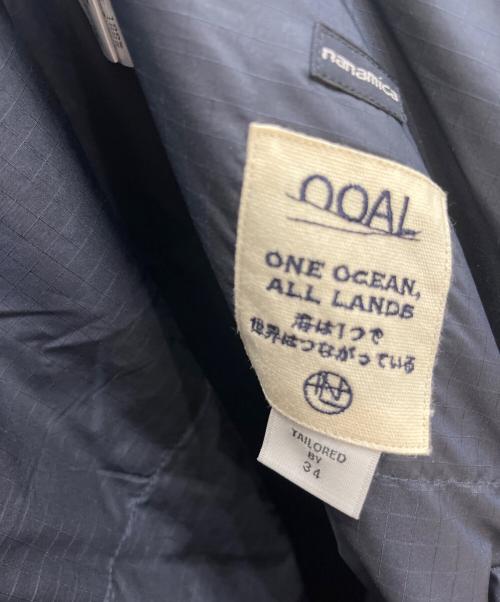 nanamica
OOAL
ONE OCEAN,
ALL LANDS
海は1つで
世界はつながっている
TAILORED
BY
34